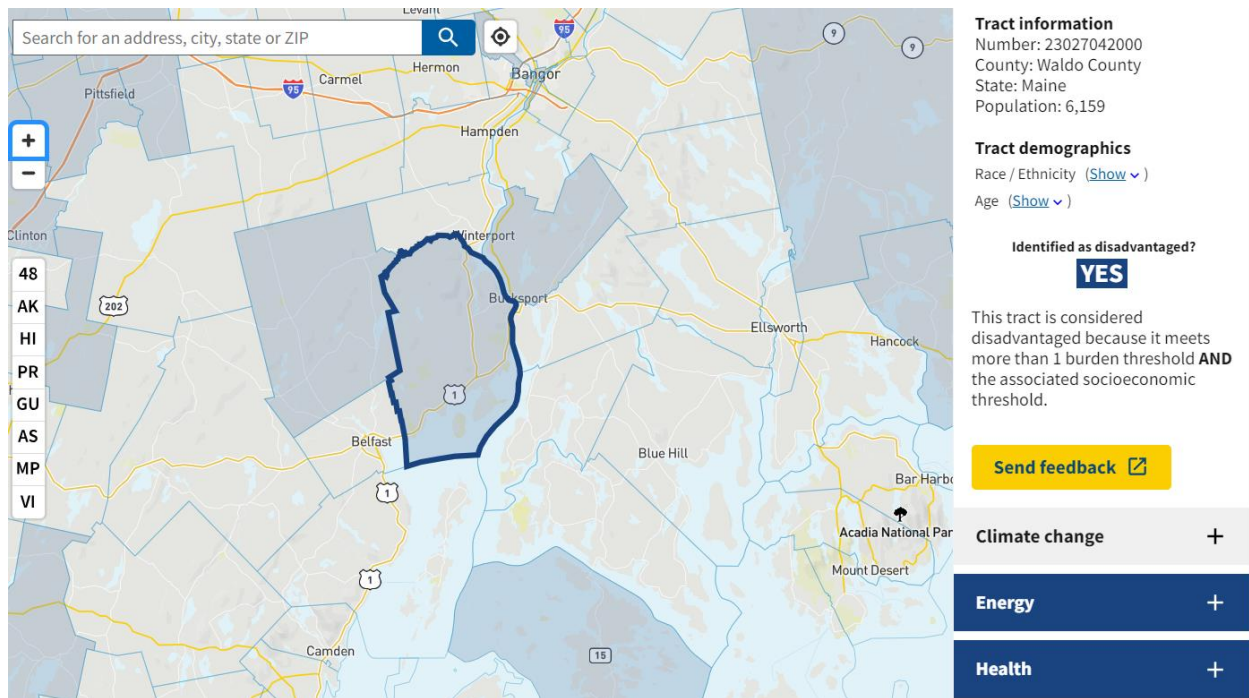 Levant
Search for an address, city, state or ZIP
95
9
9
Hermon
Carmel
Bangor
95
Pittsfield
+
Hampden
−
Clinton
Winterport
48
202
AK
Bucksport
HI
Ellsworth
Hancock
PR
1
GU
AS
Belfast
Blue Hill
MP
Bar Harbo
1
VI
Acadia National Par
Mount Desert
1
Camden
15
Tract information
Number: 23027042000
County: Waldo County
State: Maine
Population: 6,159
Tract demographics
Race / Ethnicity (Show)
Age (Show)
Identified as disadvantaged?
YES
This tract is considered
disadvantaged because it meets
more than 1 burden threshold AND
the associated socioeconomic
threshold.
Send feedback
Climate change +
Energy +
Health +